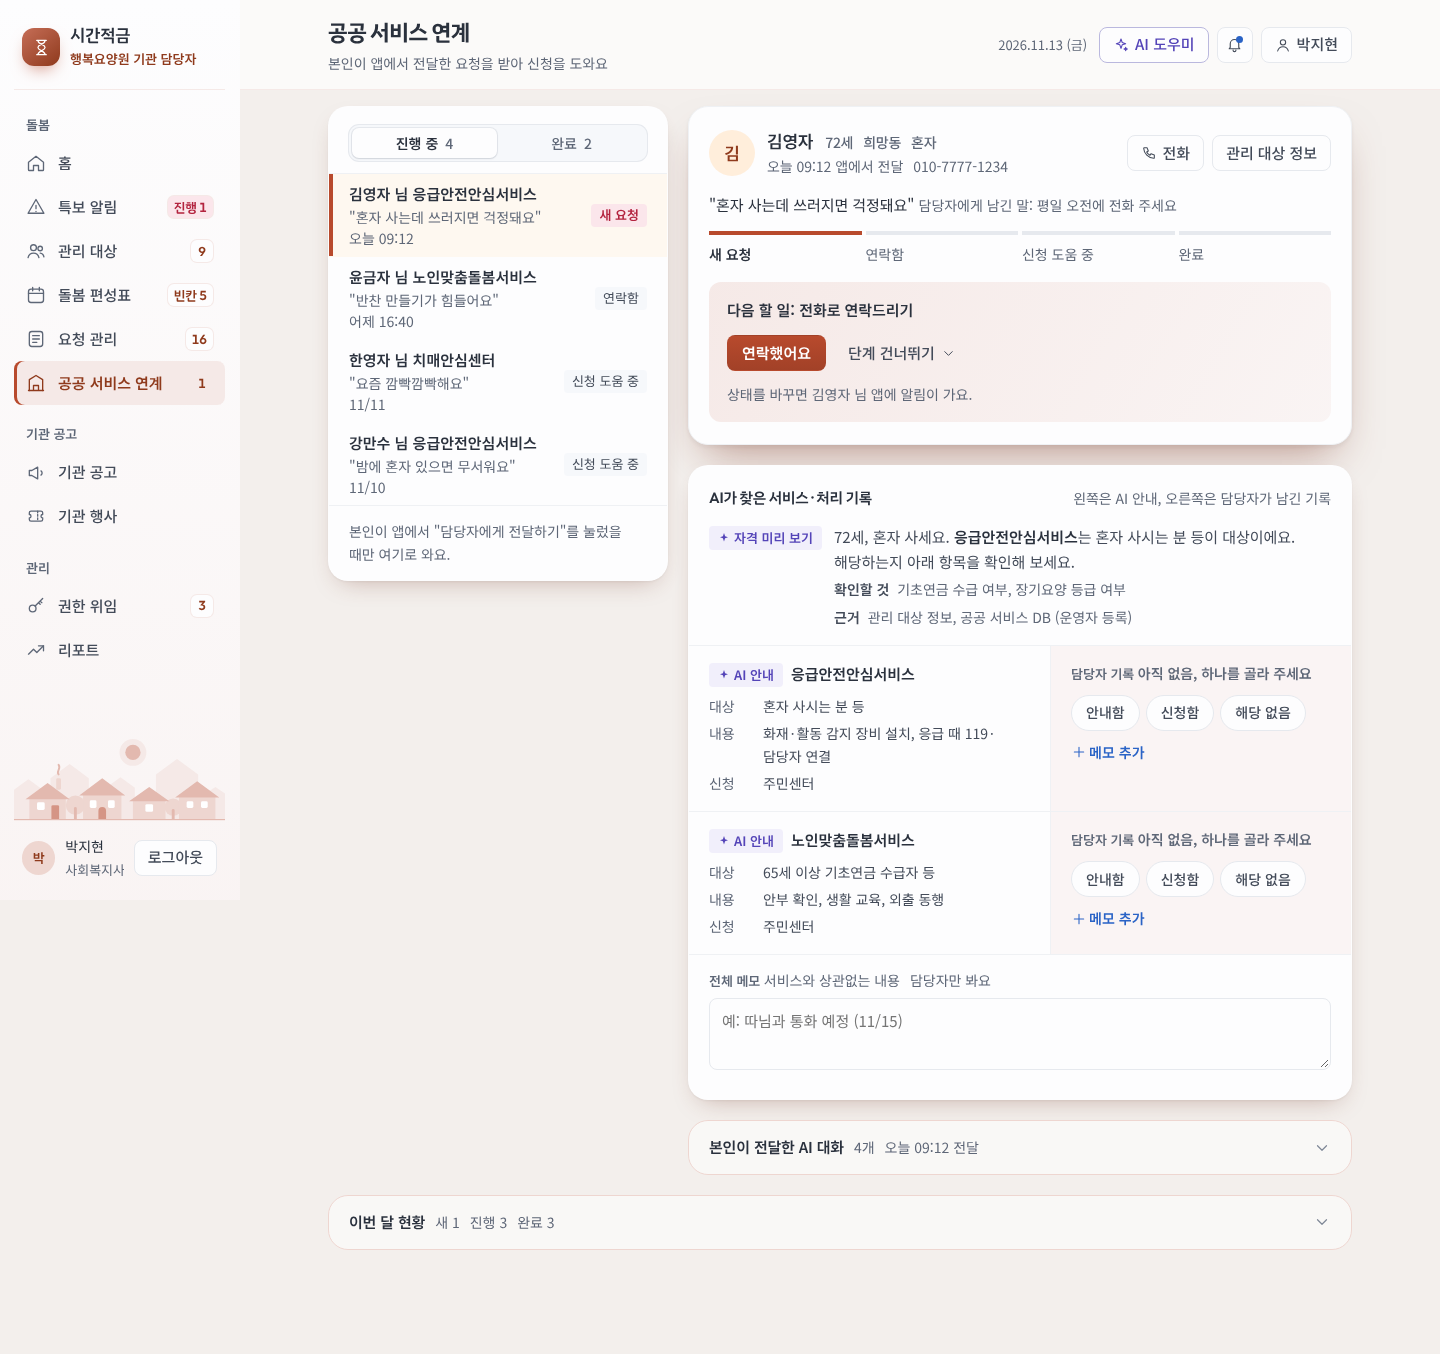 시간적금
행복요양원 기관 담당자
돌봄
홈
특보 알림 진행 1
관리 대상 9
돌봄 편성표 빈칸 5
요청 관리 16
공공 서비스 연계 1
기관 공고
기관 공고
기관 행사
관리
권한 위임 3
리포트
박
박지현
사회복지사
로그아웃
공공 서비스 연계
본인이 앱에서 전달한 요청을 받아 신청을 도와요
2026.11.13 (금)
AI 도우미
박지현
진행 중 4
완료 2
김영자 님 응급안전안심서비스
"혼자 사는데 쓰러지면 걱정돼요"
오늘 09:12
새 요청
윤금자 님 노인맞춤돌봄서비스
"반찬 만들기가 힘들어요"
어제 16:40
연락함
한영자 님 치매안심센터
"요즘 깜빡깜빡해요"
11/11
신청 도움 중
강만수 님 응급안전안심서비스
"밤에 혼자 있으면 무서워요"
11/10
신청 도움 중
본인이 앱에서 "담당자에게 전달하기"를 눌렀을
때만 여기로 와요.
김
김영자 72세 희망동 혼자
오늘 09:12 앱에서 전달 010-7777-1234
전화
관리 대상 정보
"혼자 사는데 쓰러지면 걱정돼요" 담당자에게 남긴 말: 평일 오전에 전화 주세요
새 요청
연락함
신청 도움 중
완료
다음 할 일: 전화로 연락드리기
연락했어요
단계 건너뛰기
상태를 바꾸면 김영자 님 앱에 알림이 가요.
AI가 찾은 서비스·처리 기록
왼쪽은 AI 안내, 오른쪽은 담당자가 남긴 기록
자격 미리 보기
72세, 혼자 사세요. 응급안전안심서비스는 혼자 사시는 분 등이 대상이에요.
해당하는지 아래 항목을 확인해 보세요.
확인할 것 기초연금 수급 여부, 장기요양 등급 여부
근거 관리 대상 정보, 공공 서비스 DB (운영자 등록)
AI 안내 응급안전안심서비스
대상 혼자 사시는 분 등
내용 화재·활동 감지 장비 설치, 응급 때 119·
담당자 연결
신청 주민센터
담당자 기록 아직 없음, 하나를 골라 주세요
안내함
신청함
해당 없음
메모 추가
AI 안내 노인맞춤돌봄서비스
대상 65세 이상 기초연금 수급자 등
내용 안부 확인, 생활 교육, 외출 동행
신청 주민센터
담당자 기록 아직 없음, 하나를 골라 주세요
안내함
신청함
해당 없음
메모 추가
전체 메모 서비스와 상관없는 내용 담당자만 봐요
예: 따님과 통화 예정 (11/15)
본인이 전달한 AI 대화 4개 오늘 09:12 전달
이번 달 현황 새 1 진행 3 완료 3